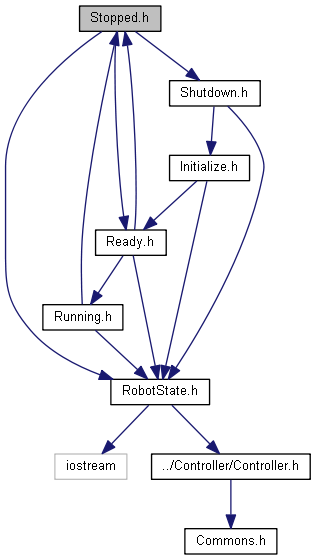 Stopped.h
Shutdown.h
Initialize.h
Ready.h
Running.h
RobotState.h
iostream
../Controller/Controller.h
Commons.h